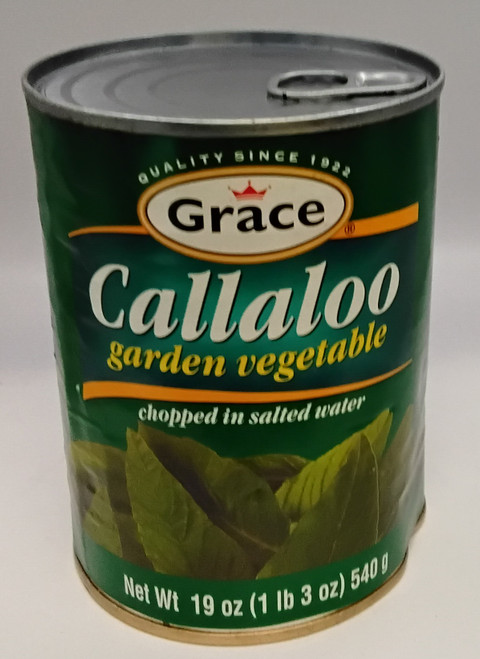 QUALITY SINCE 1922
Grace®
Callaloo
garden vegetable
chopped in salted water
Net Wt 19 oz (1 lb 3 oz) 540 g